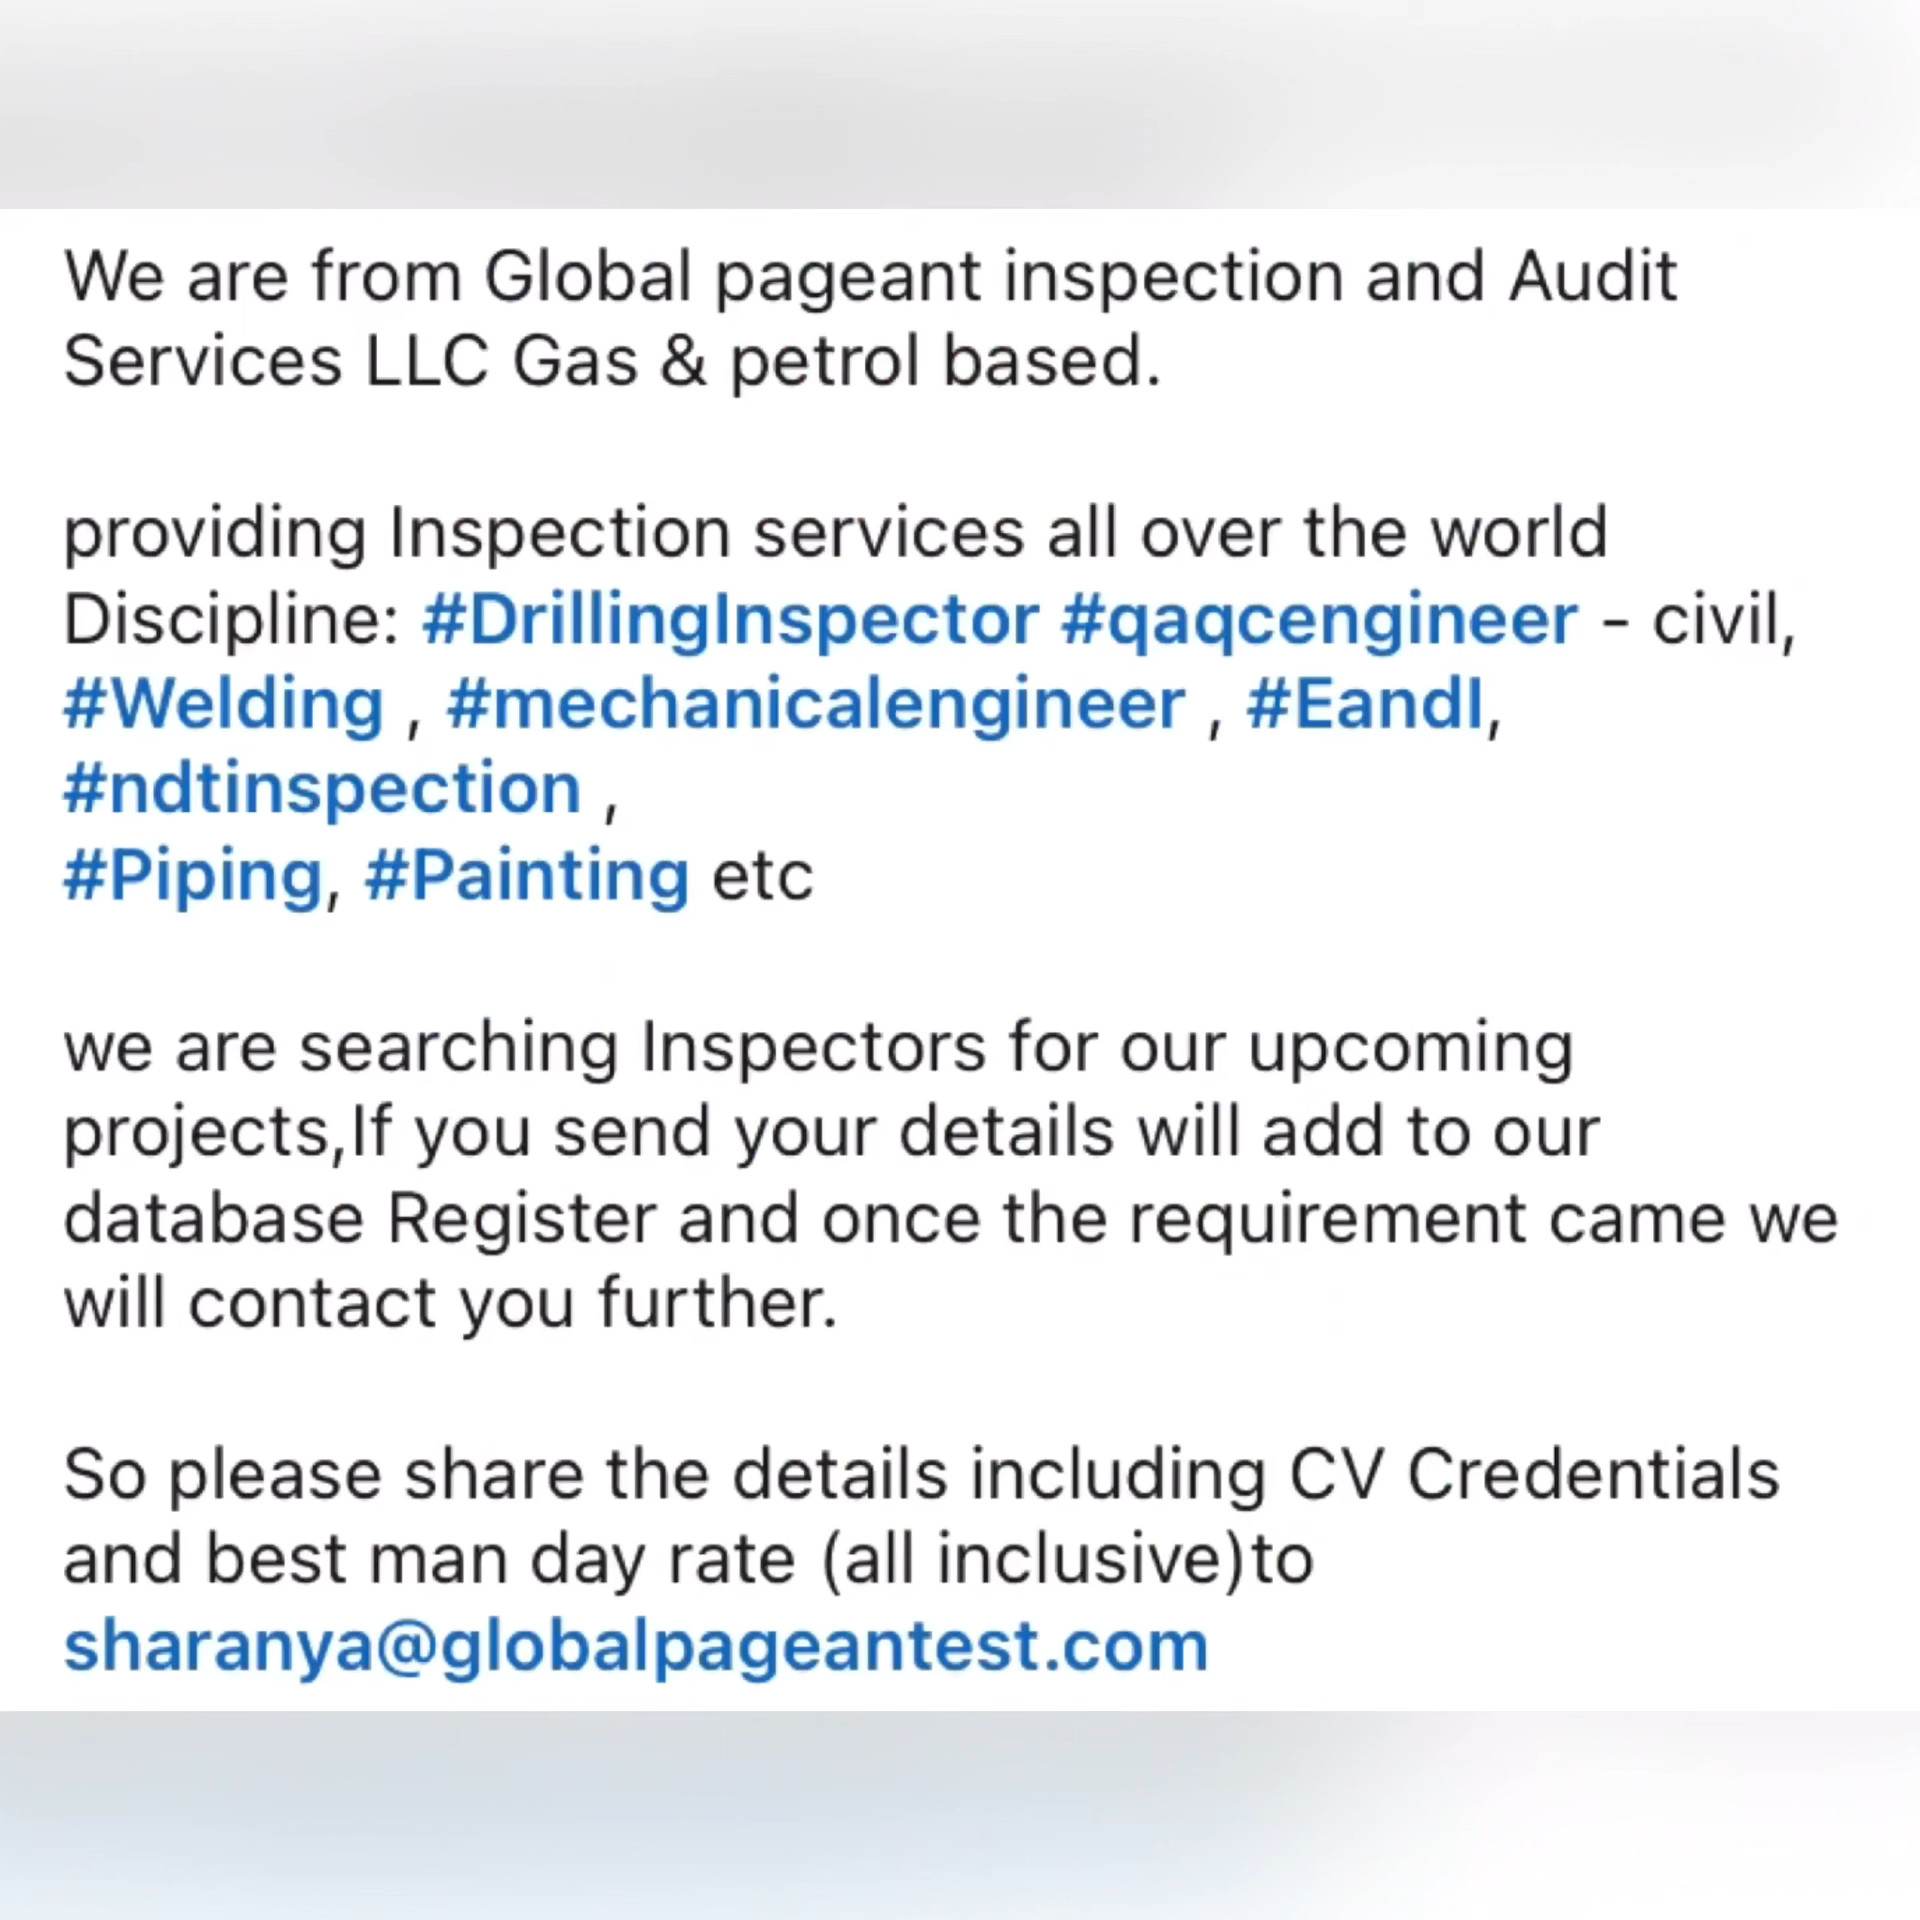 We are from Global pageant inspection and Audit
Services LLC Gas & petrol based.
providing Inspection services all over the world
Discipline: #DrillingInspector #qaqcengineer - civil,
#Welding , #mechanicalengineer , #EandI,
#ndtinspection ,
#Piping, #Painting etc
we are searching Inspectors for our upcoming
projects,If you send your details will add to our
database Register and once the requirement came we
will contact you further.
So please share the details including CV Credentials
and best man day rate (all inclusive)to
sharanya@globalpageantest.com